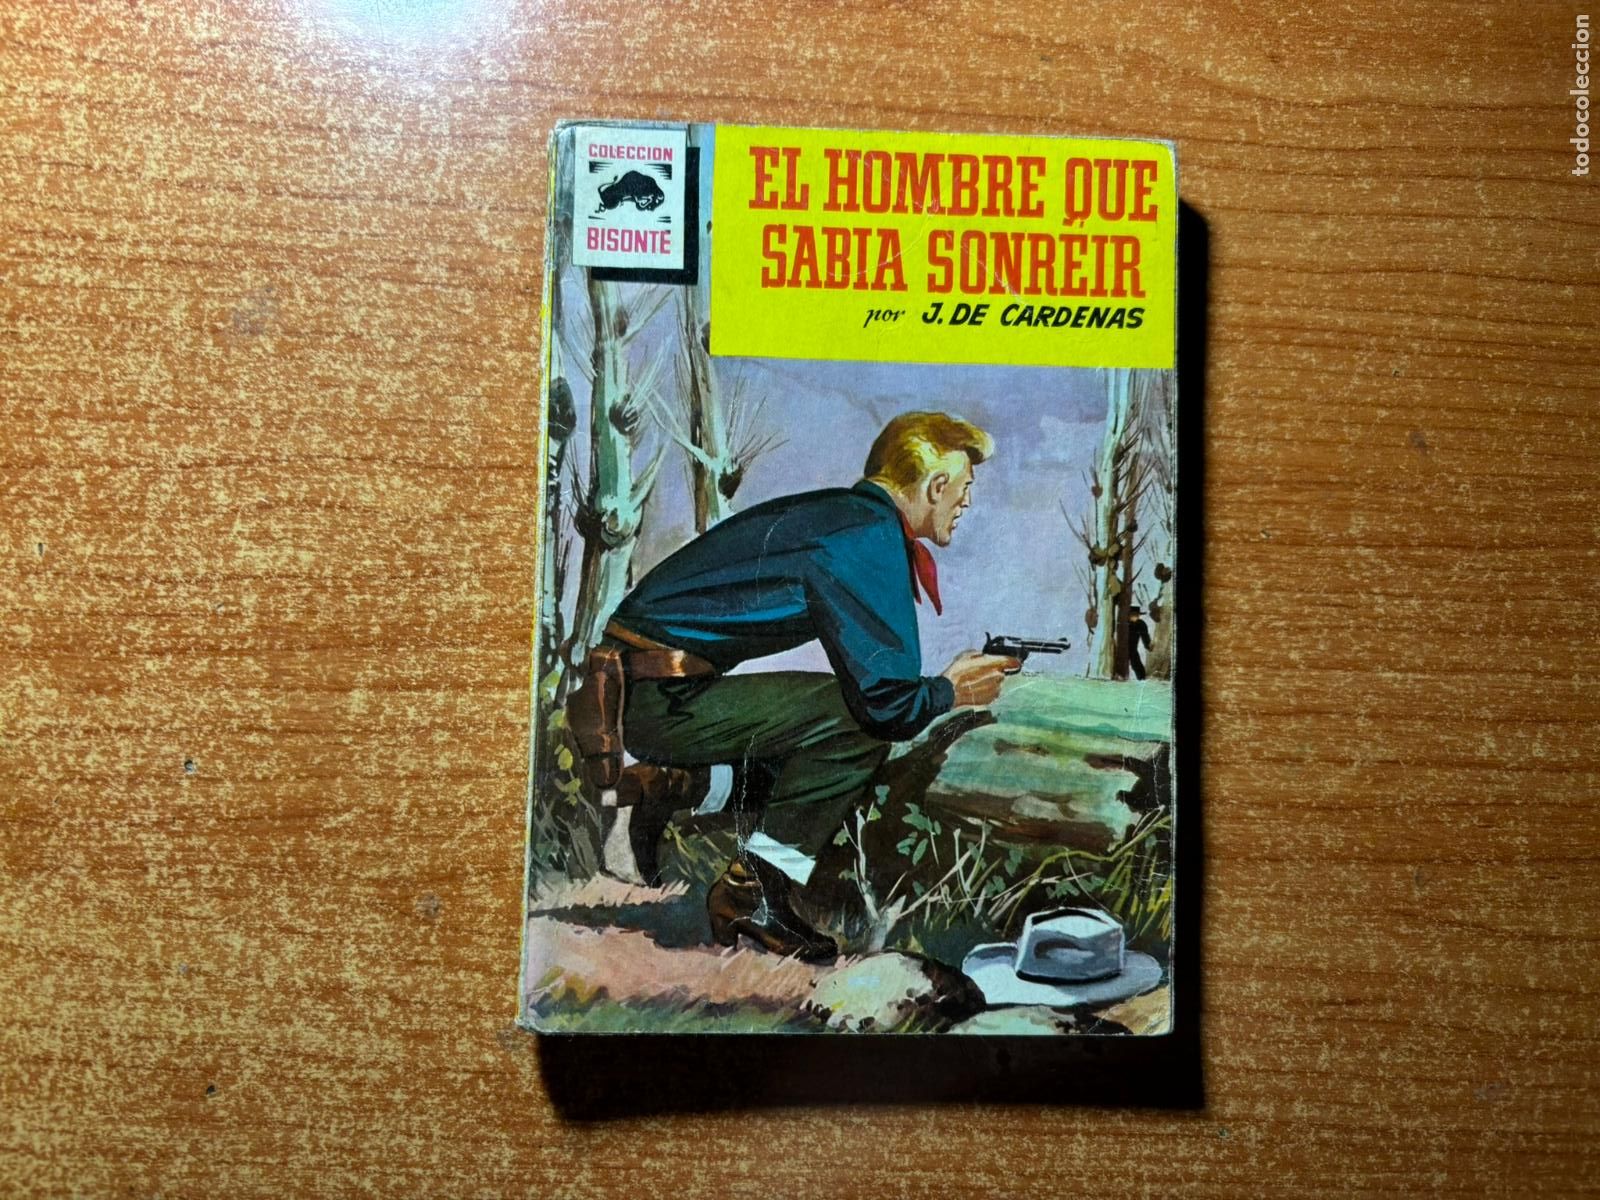 COLECCION
BISONTE
EL HOMBRE QUE
SABIA SONREIR
por J. DE CARDENAS
todocoleccion